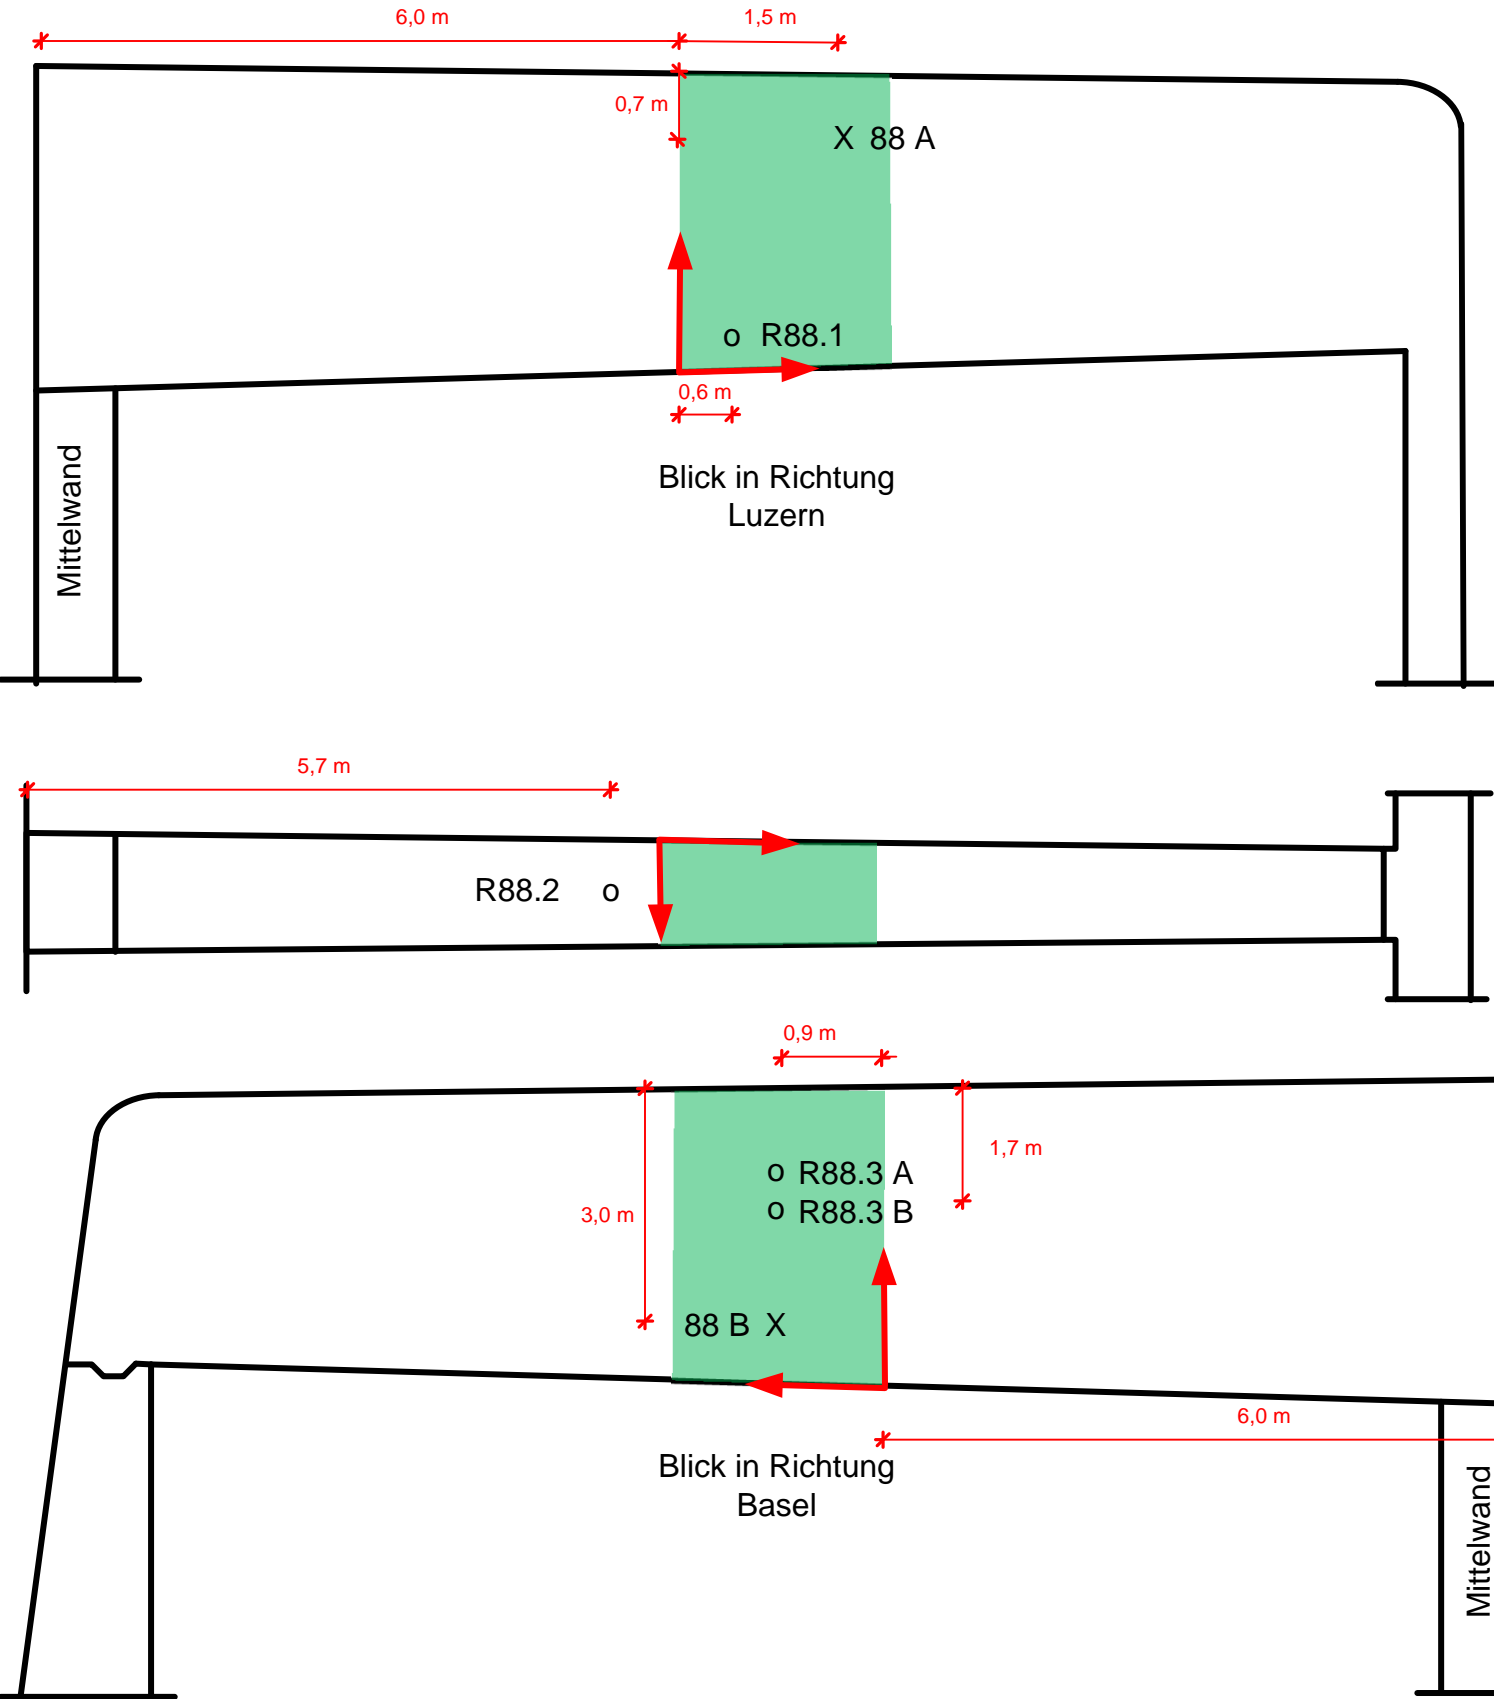 6,0 m
1,5 m
0,7 m
X 88 A
o R88.1
0,6 m
Mittelwand
Blick in Richtung
Luzern
5,7 m
R88.2 o
0,9 m
1,7 m
o R88.3 A
3,0 m
o R88.3 B
88 B X
6,0 m
Blick in Richtung
Basel
Mittelwand